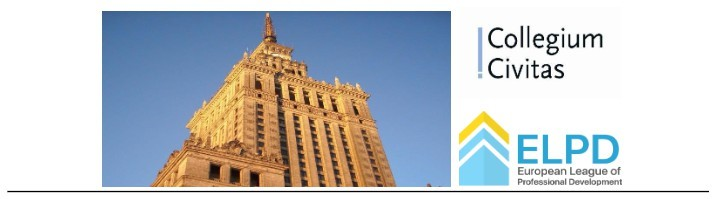 Collegium
Civitas
ELPD
European League of
Professional Development